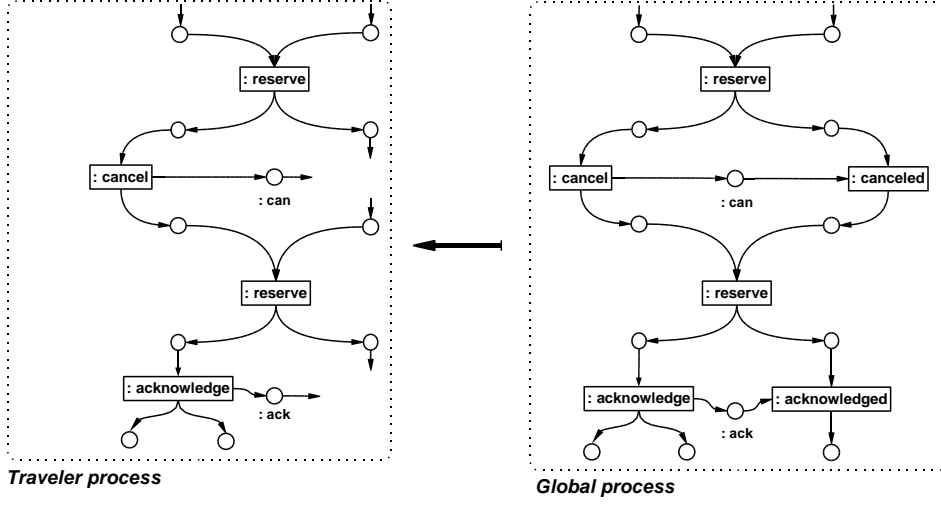 : reserve
: cancel
: can
: reserve
: acknowledge
: ack
Traveler process
: reserve
: cancel
: canceled
: can
: reserve
: acknowledge
: acknowledged
: ack
Global process